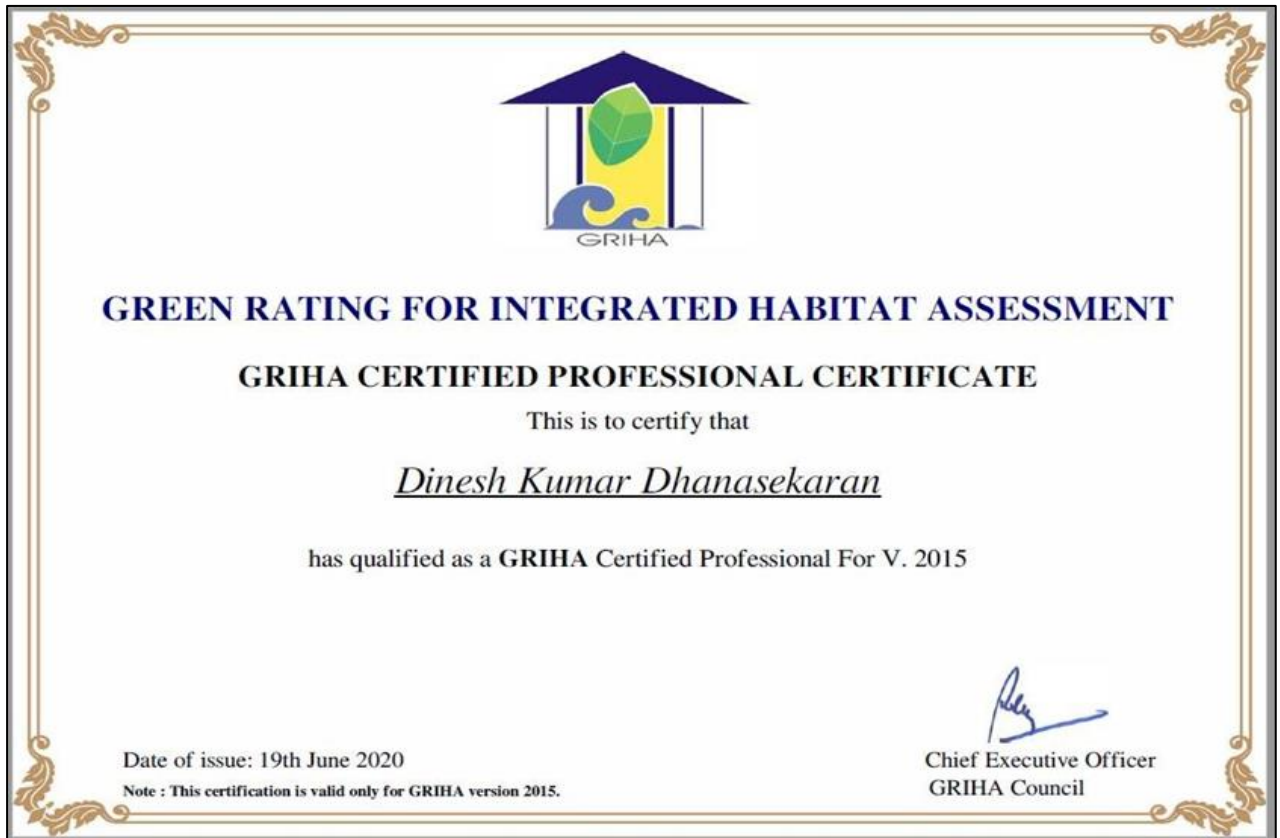 GRIHA
GREEN RATING FOR INTEGRATED HABITAT ASSESSMENT
GRIHA CERTIFIED PROFESSIONAL CERTIFICATE
This is to certify that
Dinesh Kumar Dhanasekaran
has qualified as a GRIHA Certified Professional For V. 2015
Date of issue: 19th June 2020
Note : This certification is valid only for GRIHA version 2015.
Chief Executive Officer
GRIHA Council